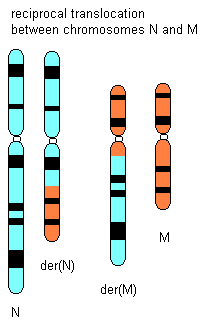 reciprocal translocation
between chromosomes N and M
N
der(N)
der(M)
M